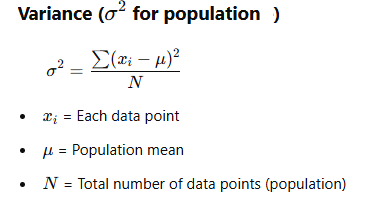 Variance (σ² for population )
σ² = ∑(xᵢ − μ)² / N
• xᵢ = Each data point
• μ = Population mean
• N = Total number of data points (population)